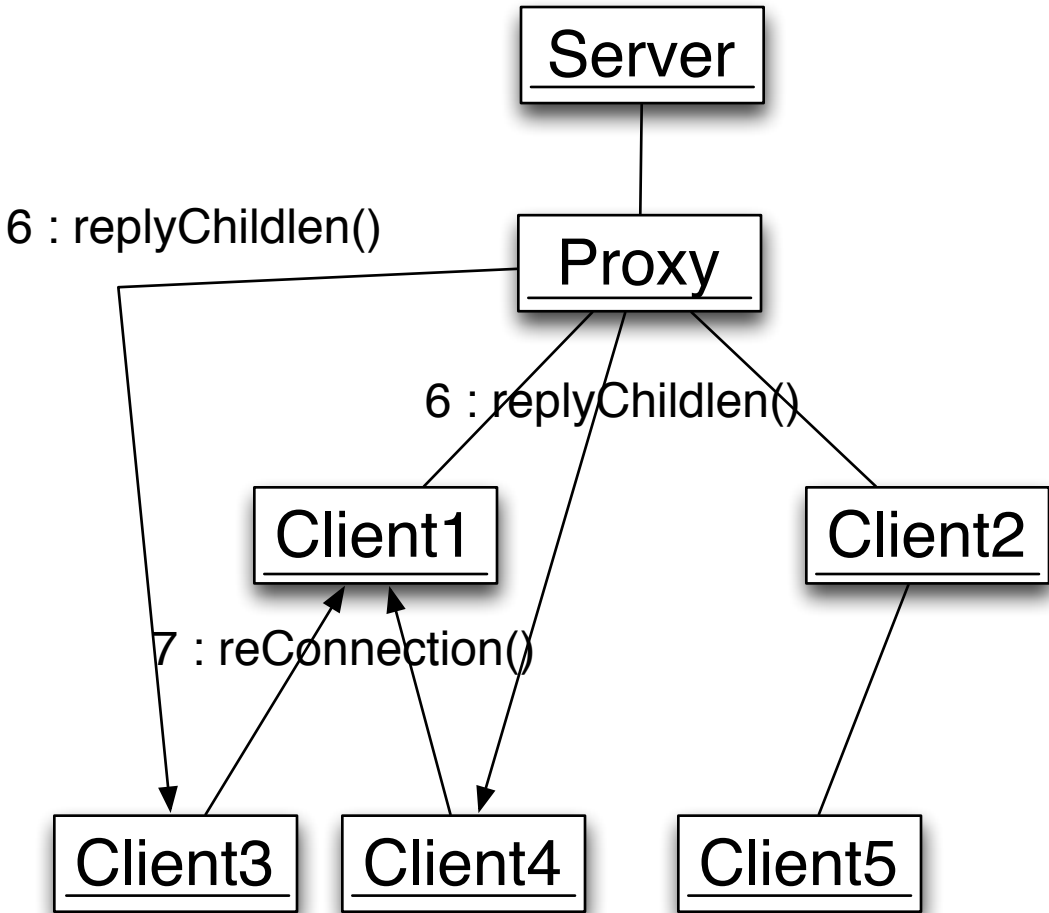 Server
6 : replyChildlen()
Proxy
6 : replyChildlen()
Client1
Client2
7 : reConnection()
Client3
Client4
Client5